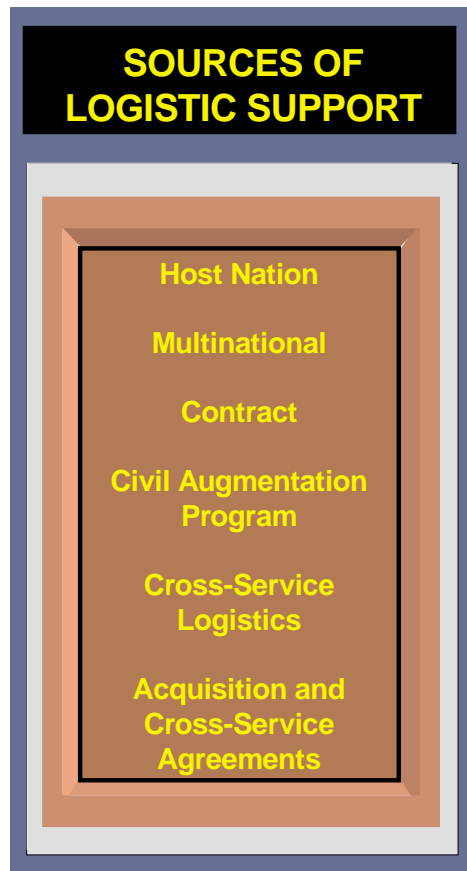 SOURCES OF
LOGISTIC SUPPORT
Host Nation
Multinational
Contract
Civil Augmentation
Program
Cross-Service
Logistics
Acquisition and
Cross-Service
Agreements